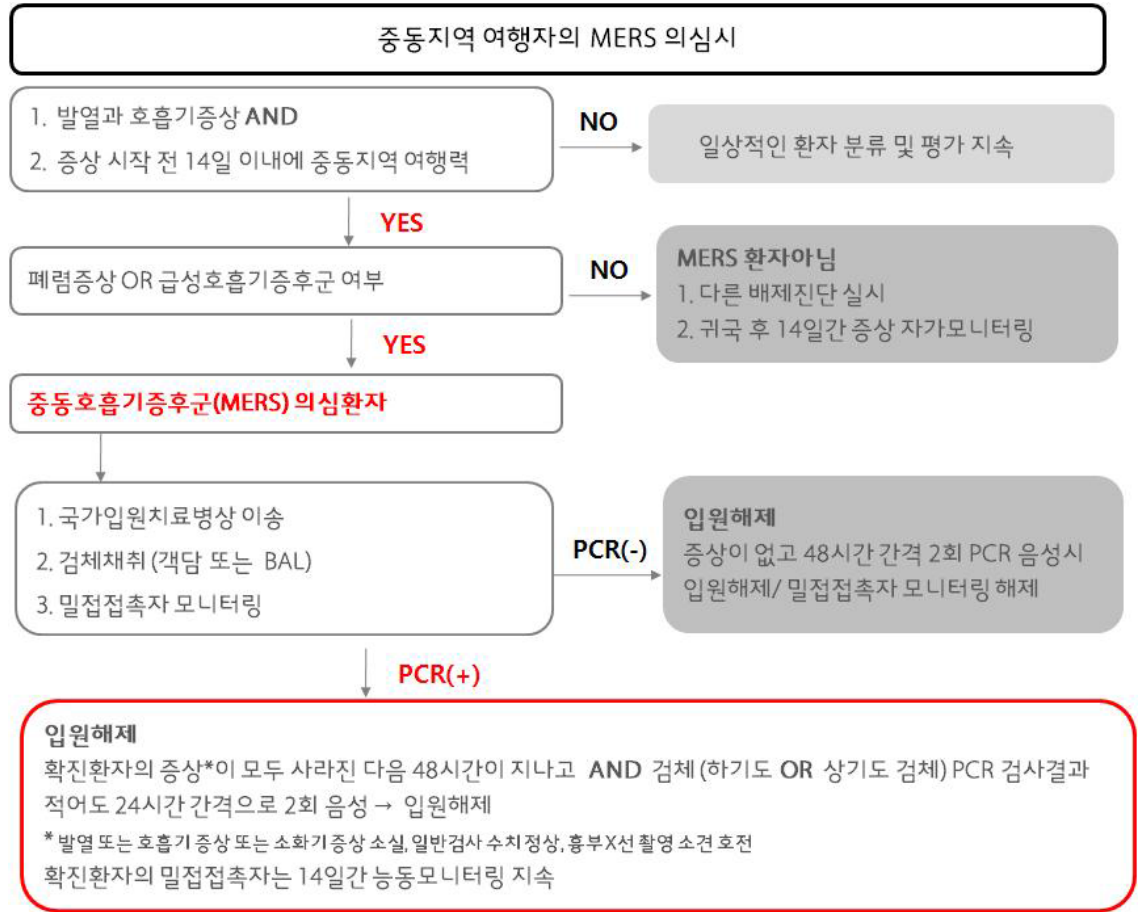 중동지역 여행자의 MERS 의심시
1. 발열과 호흡기증상 AND
2. 증상 시작 전 14일 이내에 중동지역 여행력
NO
일상적인 환자 분류 및 평가 지속
YES
폐렴증상 OR 급성호흡기증후군 여부
NO
MERS 환자아님
1. 다른 배제진단 실시
2. 귀국 후 14일간 증상 자가모니터링
YES
중동호흡기증후군(MERS) 의심환자
1. 국가입원치료병상 이송
2. 검체채취 (객담 또는 BAL)
3. 밀접접촉자 모니터링
PCR(-)
입원해제
증상이 없고 48시간 간격 2회 PCR 음성시
입원해제/ 밀접접촉자 모니터링 해제
PCR(+)
입원해제
확진환자의 증상*이 모두 사라진 다음 48시간이 지나고 AND 검체 (하기도 OR 상기도 검체) PCR 검사결과
적어도 24시간 간격으로 2회 음성 → 입원해제
* 발열 또는 호흡기 증상 또는 소화기 증상 소실, 일반검사 수치 정상, 흉부X선 촬영 소견 호전
확진환자의 밀접접촉자는 14일간 능동모니터링 지속